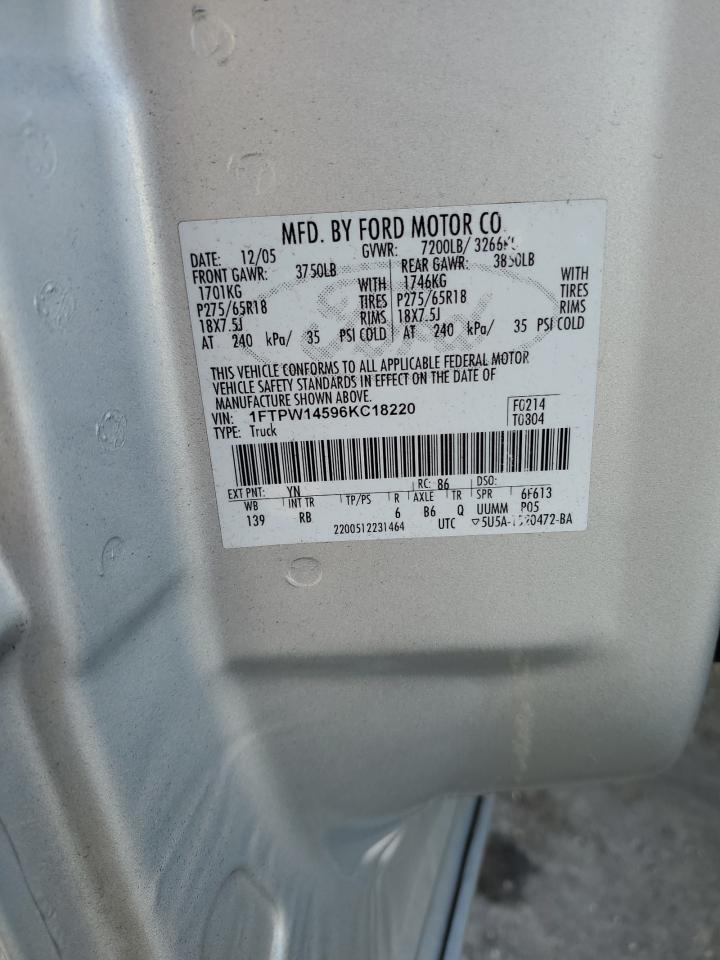 MFD. BY FORD MOTOR CO.
DATE: 12/05 GVWR: 7200LB/ 3266KG
FRONT GAWR: 3750LB REAR GAWR: 3850LB
1701KG WITH 1746KG WITH
P275/65R18 TIRES P275/65R18 TIRES
18X7.5J RIMS 18X7.5J RIMS
AT 240 kPa/ 35 PSI COLD AT 240 kPa/ 35 PSI COLD
THIS VEHICLE CONFORMS TO ALL APPLICABLE FEDERAL MOTOR
VEHICLE SAFETY STANDARDS IN EFFECT ON THE DATE OF
MANUFACTURE SHOWN ABOVE.
VIN: 1FTPW14596KC18220 F0214
TYPE: Truck T0304
EXT PNT: YN RC: 86 DSO:
WB INT TR TP/PS R AXLE TR SPR 6F613
139 RB 6 B6 Q UUMM P05
2200512231464 UTC
Ford